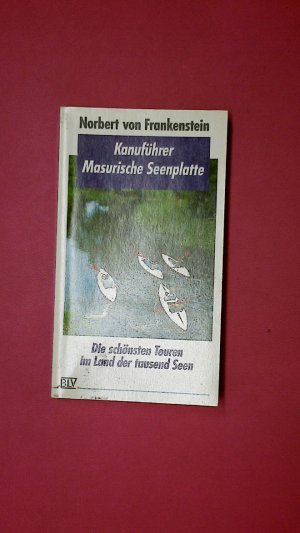 Norbert von Frankenstein
Kanuführer
Masurische Seenplatte
Die schönsten Touren
im Land der tausend Seen
BLV